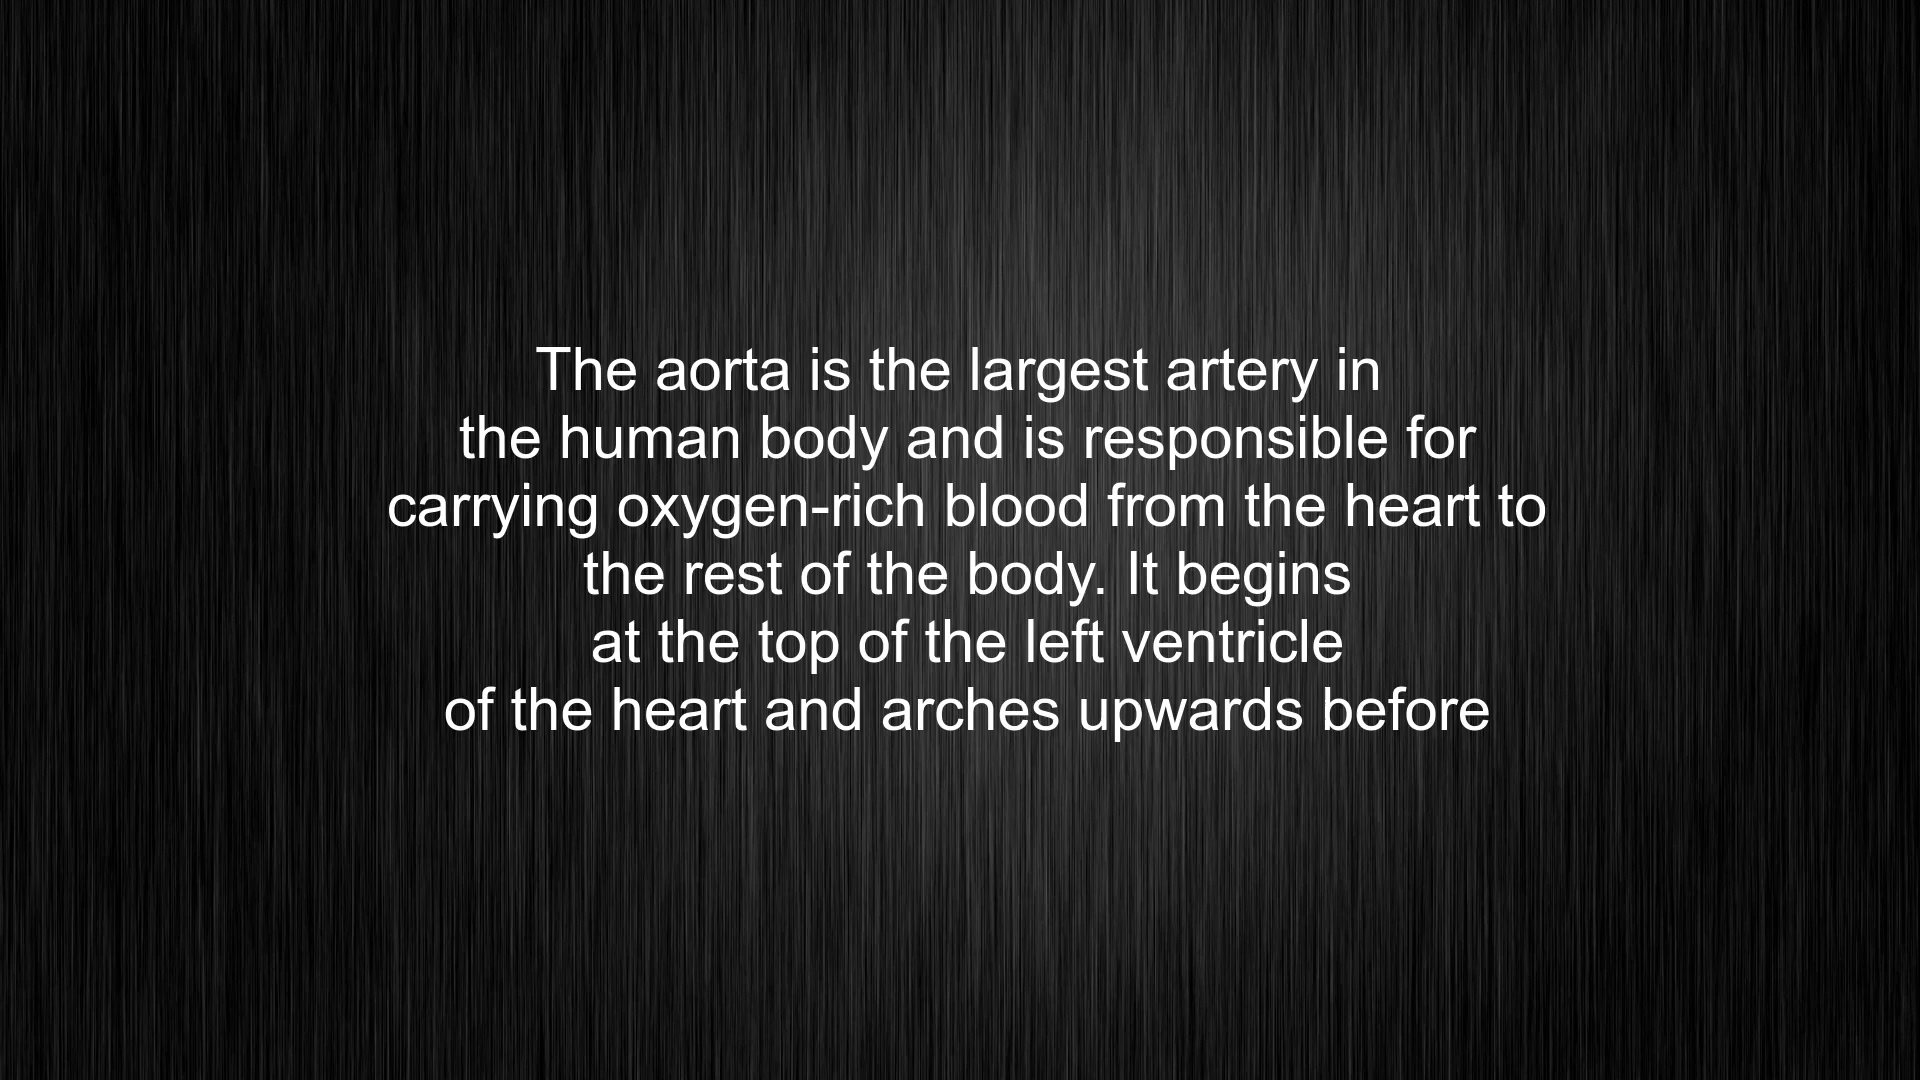 The aorta is the largest artery in
the human body and is responsible for
carrying oxygen-rich blood from the heart to
the rest of the body. It begins
at the top of the left ventricle
of the heart and arches upwards before